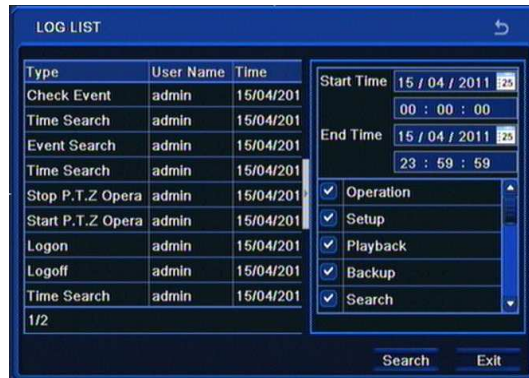 LOG LIST
Type User Name Time
Check Event admin 15/04/201
Time Search admin 15/04/201
Event Search admin 15/04/201
Time Search admin 15/04/201
Stop P.T.Z Opera admin 15/04/201
Start P.T.Z Opera admin 15/04/201
Logon admin 15/04/201
Logoff admin 15/04/201
Time Search admin 15/04/201
1/2
Start Time 15 / 04 / 2011 25
00 : 00 : 00
End Time 15 / 04 / 2011 25
23 : 59 : 59
Operation
Setup
Playback
Backup
Search
Search Exit